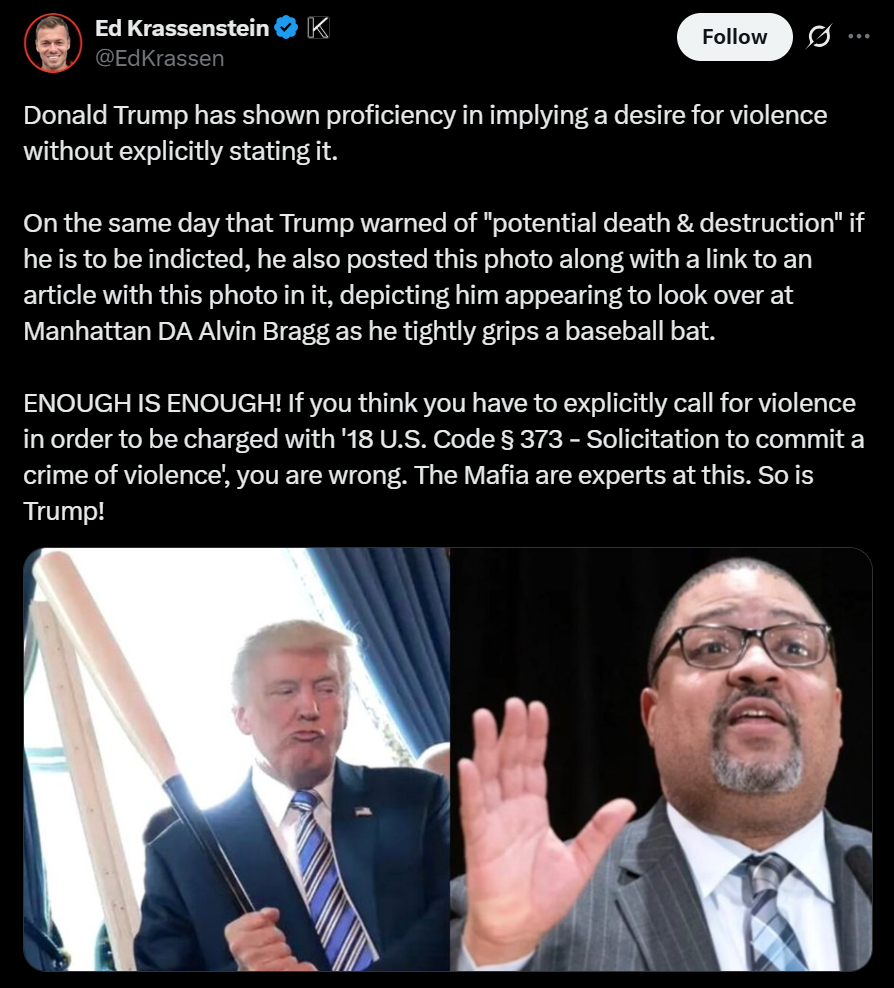 Ed Krassenstein
@EdKrassen
Follow
Donald Trump has shown proficiency in implying a desire for violence
without explicitly stating it.
On the same day that Trump warned of "potential death & destruction" if
he is to be indicted, he also posted this photo along with a link to an
article with this photo in it, depicting him appearing to look over at
Manhattan DA Alvin Bragg as he tightly grips a baseball bat.
ENOUGH IS ENOUGH! If you think you have to explicitly call for violence
in order to be charged with '18 U.S. Code § 373 - Solicitation to commit a
crime of violence', you are wrong. The Mafia are experts at this. So is
Trump!